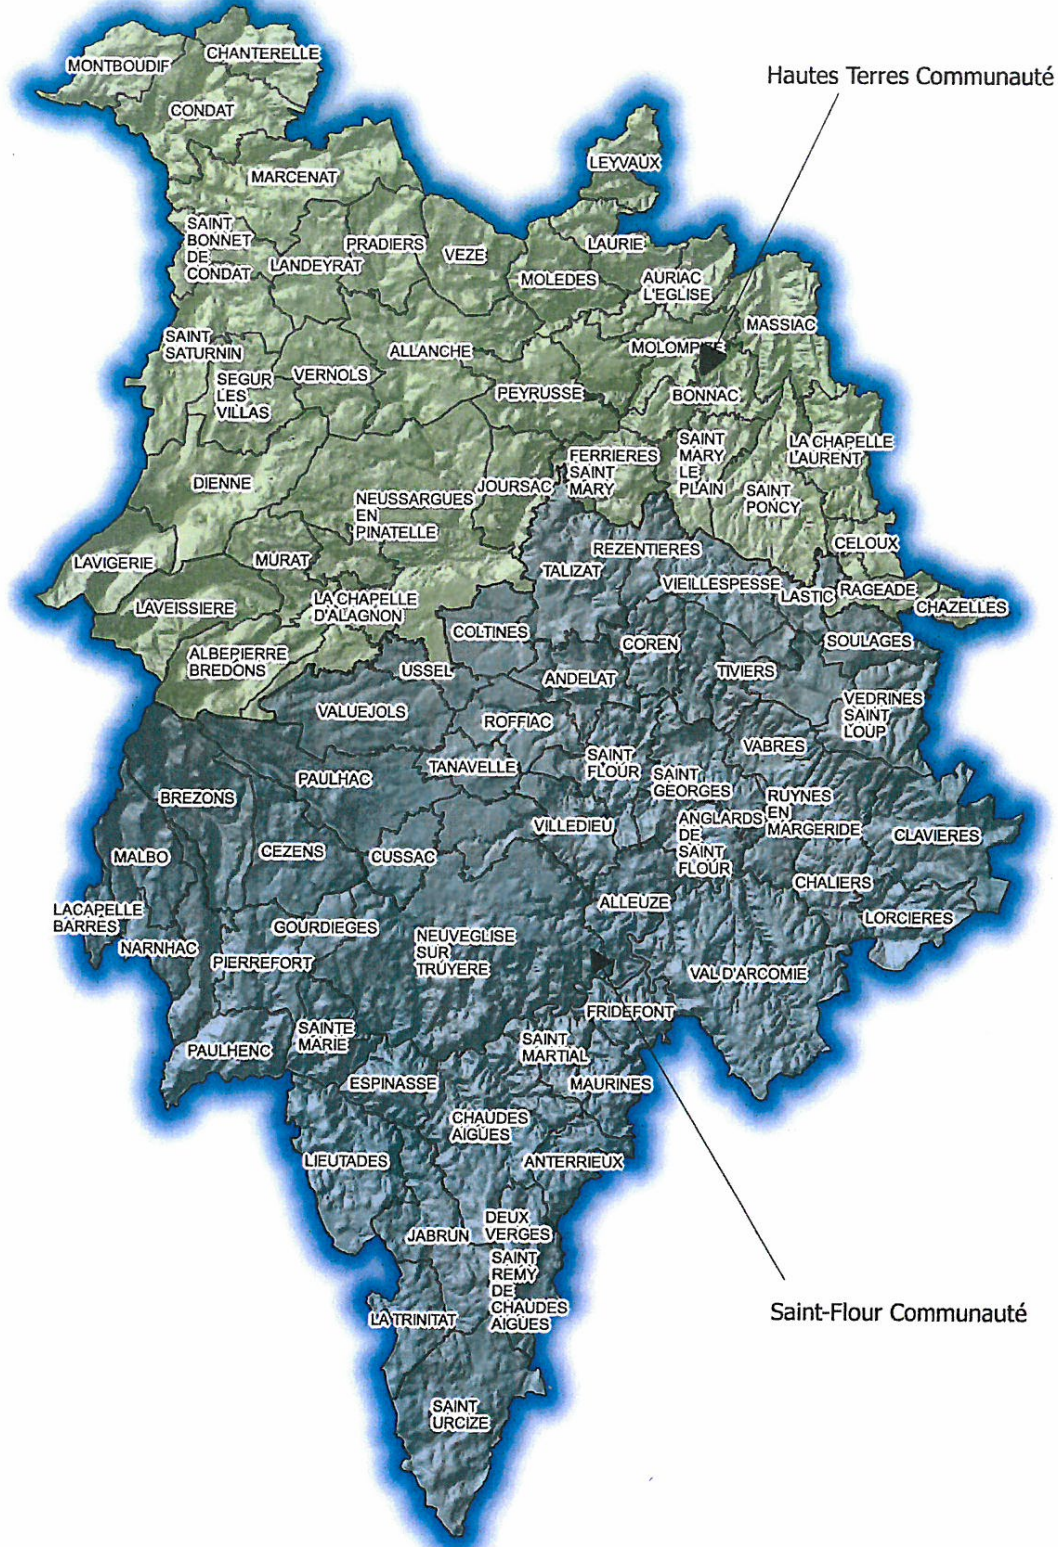 CHANTERELLE
MONTBOUDIF
Hautes Terres Communauté
CONDAT
LEYVAUX
MARCENAT
SAINT
BONNET
DE
CONDAT
PRADIERS
LAURIE
VEZE
LANDEYRAT
MOLEDES
AURIAC
L'EGLISE
MASSIAC
SAINT
SATURNIN
ALLANCHE
MOLOMPIZE
SEGUR
LES
VILLAS
VERNOLS
PEYRUSSE
BONNAC
SAINT
MARY
LE
PLAIN
LA CHAPELLE
LAURENT
FERRIERES
SAINT
MARY
DIENNE
JOURSAC
SAINT
PONCY
NEUSSARGUES
EN
PINATELLE
CELOUX
REZENTIERES
LAVIGERIE
MURAT
TALIZAT
VIEILLESPESSE
LASTIC
RAGEADE
CHAZELLES
LAVEISSIERE
LA CHAPELLE
D'ALAGNON
COLTINES
COREN
SOULAGES
ALBEPIERRE
BREDONS
USSEL
ANDELAT
TIVIERS
VALUEJOLS
VEDRINES
SAINT
LOUP
ROFFIAC
VABRES
SAINT
FLOUR
PAULHAC
TANAVELLE
SAINT
GEORGES
BREZONS
RUYNES
EN
MARGERIDE
VILLEDIEU
ANGLARDS
DE
SAINT
FLOUR
CLAVIERES
MALBO
CEZENS
CUSSAC
CHALIERS
LACAPELLE
BARRES
ALLEUZE
LORCIERES
GOURDIEGES
NARNHAC
NEUVEGLISE
SUR
TRUYERE
PIERREFORT
VAL D'ARCOMIE
FRIDEFONT
SAINTE
MARIE
PAULHENC
SAINT
MARTIAL
ESPINASSE
MAURINES
CHAUDES
AIGUES
LIEUTADES
ANTERRIEUX
DEUX
VERGES
JABRUN
SAINT
REMY
DE
CHAUDES
AIGUES
LA TRINITAT
Saint-Flour Communauté
SAINT
URCIZE